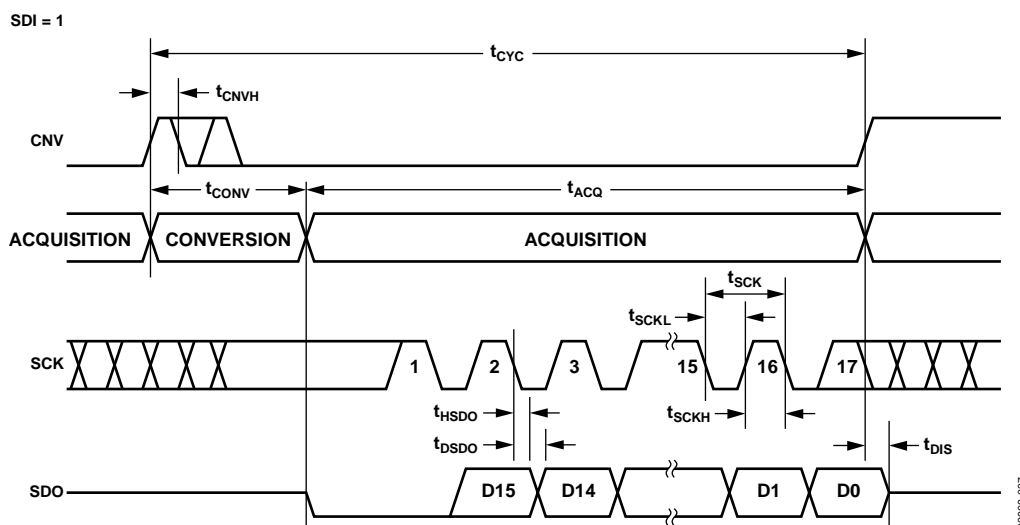 SDI = 1
tCYC
tCNVH
CNV
tCONV
tACQ
ACQUISITION
CONVERSION
ACQUISITION
tSCK
tSCKL
SCK
1
2
3
15
16
17
tHSDO
tSCKH
tDSDO
tDIS
SDO
D15
D14
D1
D0